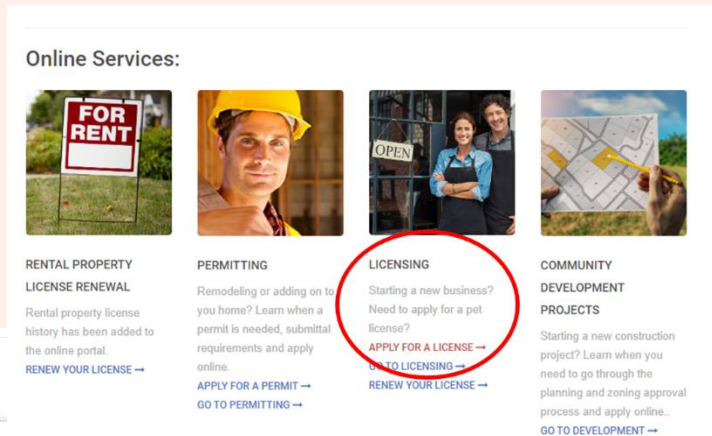 Online Services:
FOR
RENT
OPEN
RENTAL PROPERTY
LICENSE RENEWAL
Rental property license
history has been added to
the online portal.
RENEW YOUR LICENSE →
PERMITTING
Remodeling or adding on to
you home? Learn when a
permit is needed, submittal
requirements and apply
online.
APPLY FOR A PERMIT →
GO TO PERMITTING →
LICENSING
Starting a new business?
Need to apply for a pet
license?
APPLY FOR A LICENSE →
GO TO LICENSING →
RENEW YOUR LICENSE →
COMMUNITY
DEVELOPMENT
PROJECTS
Starting a new construction
project? Learn when you
need to go through the
planning and zoning approval
process and apply online..
GO TO DEVELOPMENT →